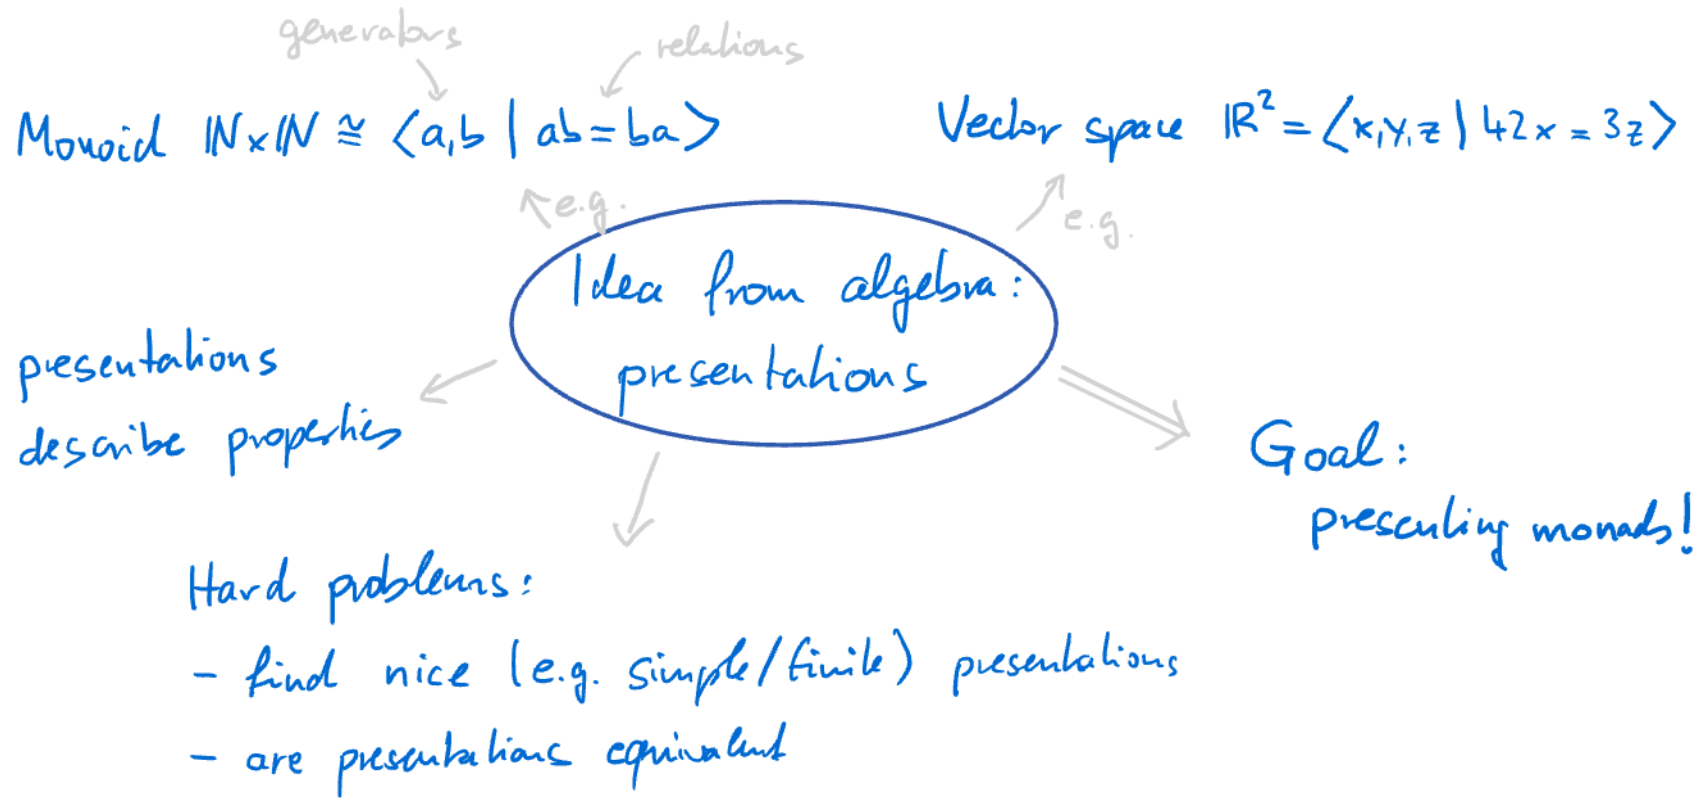 generators
relations
Monoid ℕ×ℕ ≅ ⟨a,b | ab=ba⟩
Vector space ℝ² = ⟨x,y,z | 42x = 3z⟩
e.g.
e.g.
Idea from algebra:
presentations
presentations
describe properties
Goal:
presenting monads!
Hard problems:
- find nice (e.g. simple/finite) presentations
- are presentations equivalent